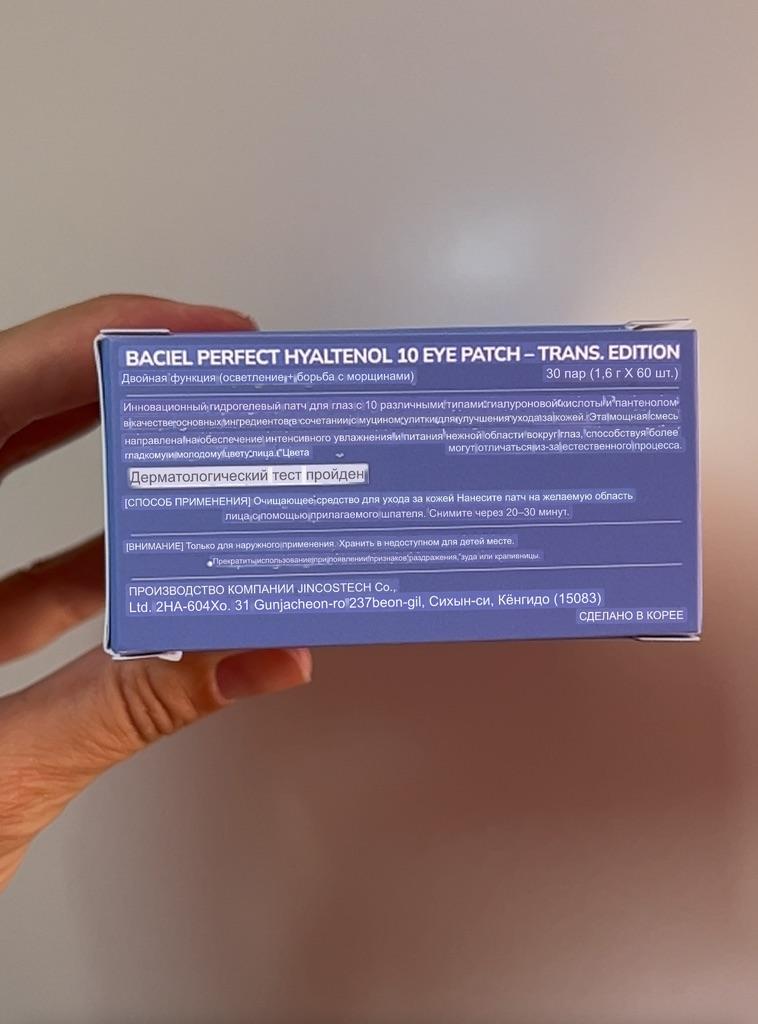 BACIEL PERFECT HYALTENOL 10 EYE PATCH – TRANS. EDITION
Двойная функция (осветление + борьба с морщинами)
30 пар (1,6 г X 60 шт.)
Инновационный гидрогелевый патч для глаз с 10 различными типами гиалуроновой кислоты и пантенолом
в качестве основных ингредиентов в сочетании с муцином улитки для улучшения ухода за кожей. Эта мощная смесь
направлена на обеспечение интенсивного увлажнения и питания нежной области вокруг глаз, способствуя более
гладкому и молодому цвету лица. (*Цвета могут отличаться из-за естественного процесса.
Дерматологический тест пройден
[СПОСОБ ПРИМЕНЕНИЯ] Очищающее средство для ухода за кожей Нанесите патч на желаемую область
лица с помощью прилагаемого шпателя. Снимите через 20–30 минут.
[ВНИМАНИЕ] Только для наружного применения. Хранить в недоступном для детей месте.
Прекратить использование при появлении признаков раздражения, зуда или крапивницы.
ПРОИЗВОДСТВО КОМПАНИИ JINCOSTECH Co.,
Ltd. 2HA-604Хо. 31 Gunjacheon-ro 237beon-gil, Сихын-си, Кёнгидо (15083)
СДЕЛАНО В КОРЕЕ